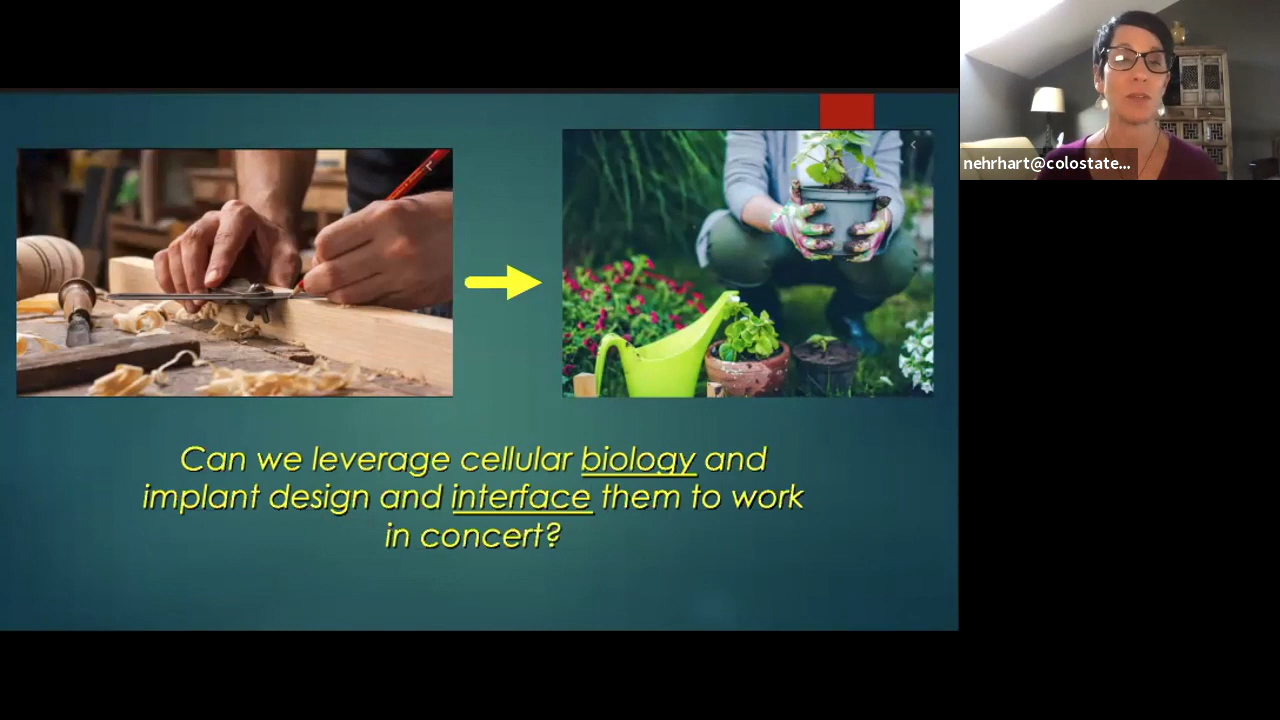 nehrhart@colostate...
Can we leverage cellular biology and
implant design and interface them to work
in concert?